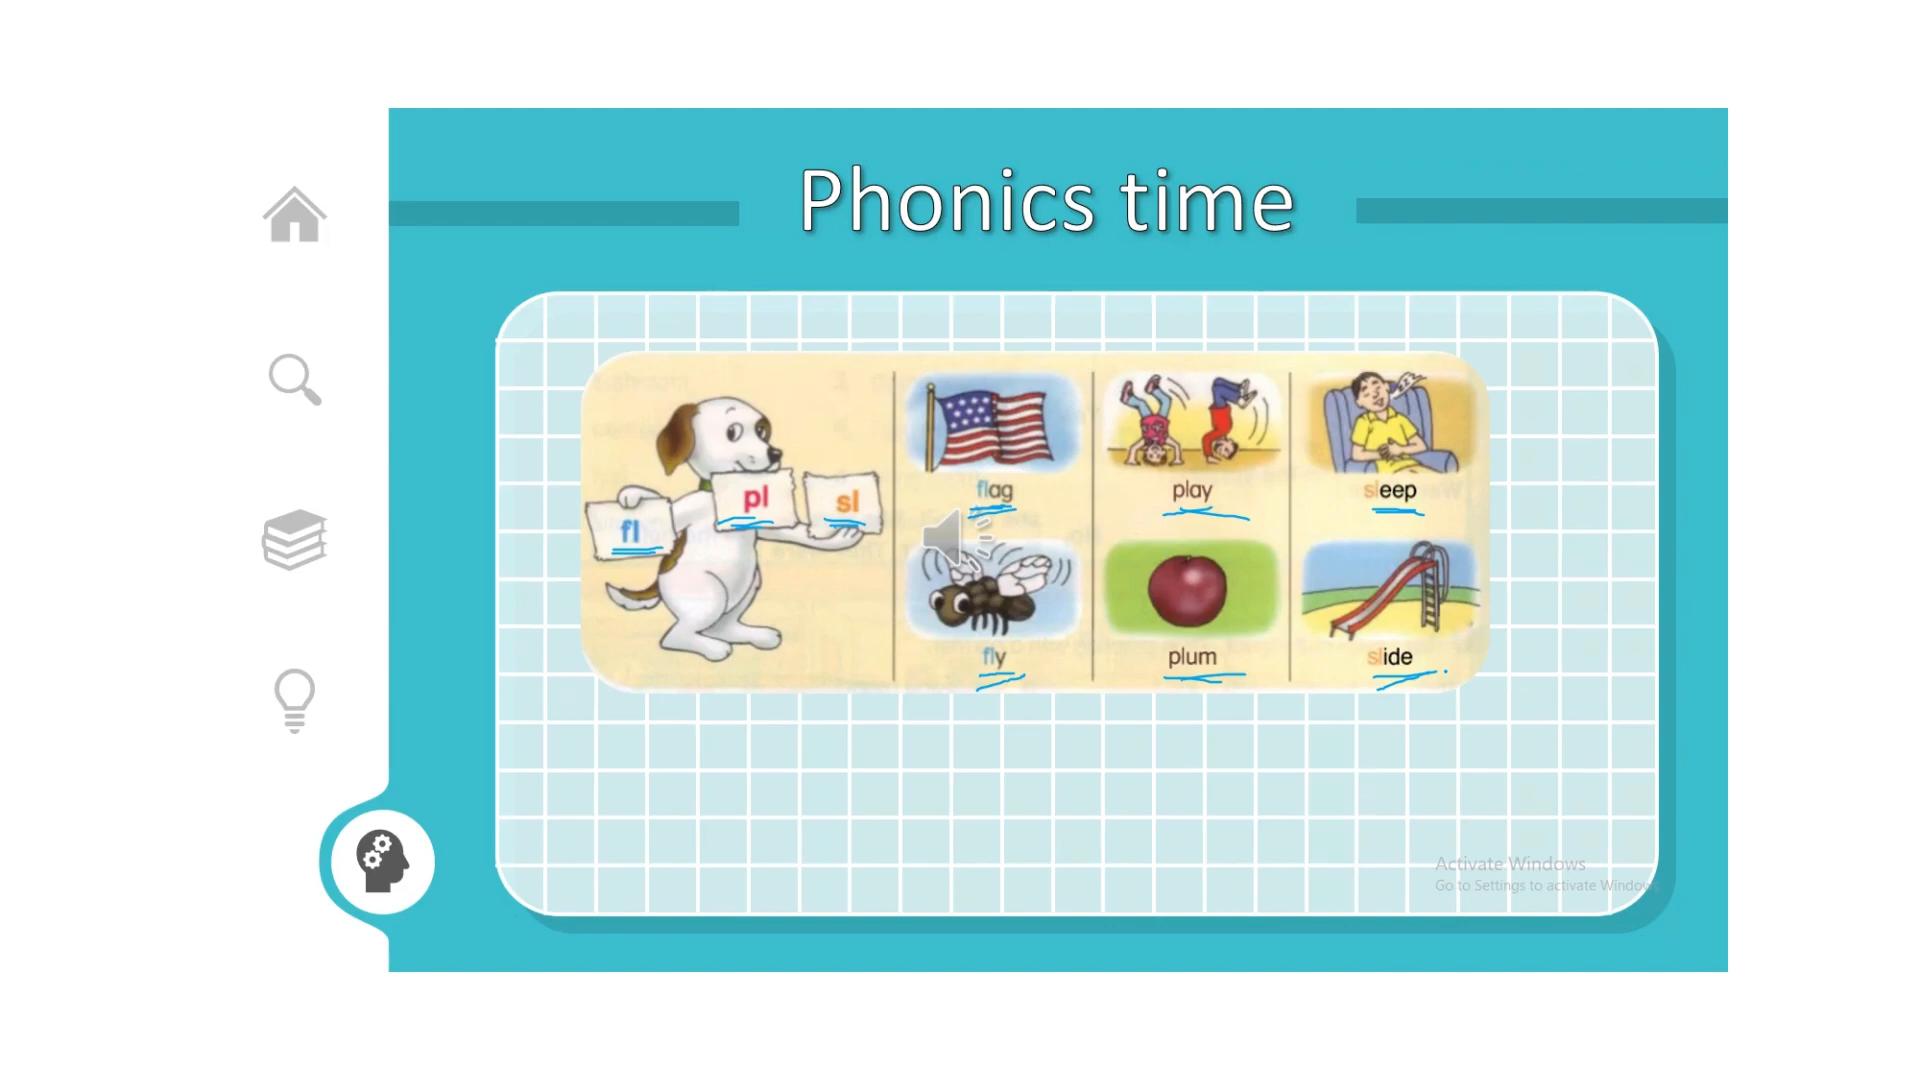 Phonics time
fl
pl
sl
flag
play
sleep
fly
plum
slide
Activate Windows
Go to Settings to activate Windows